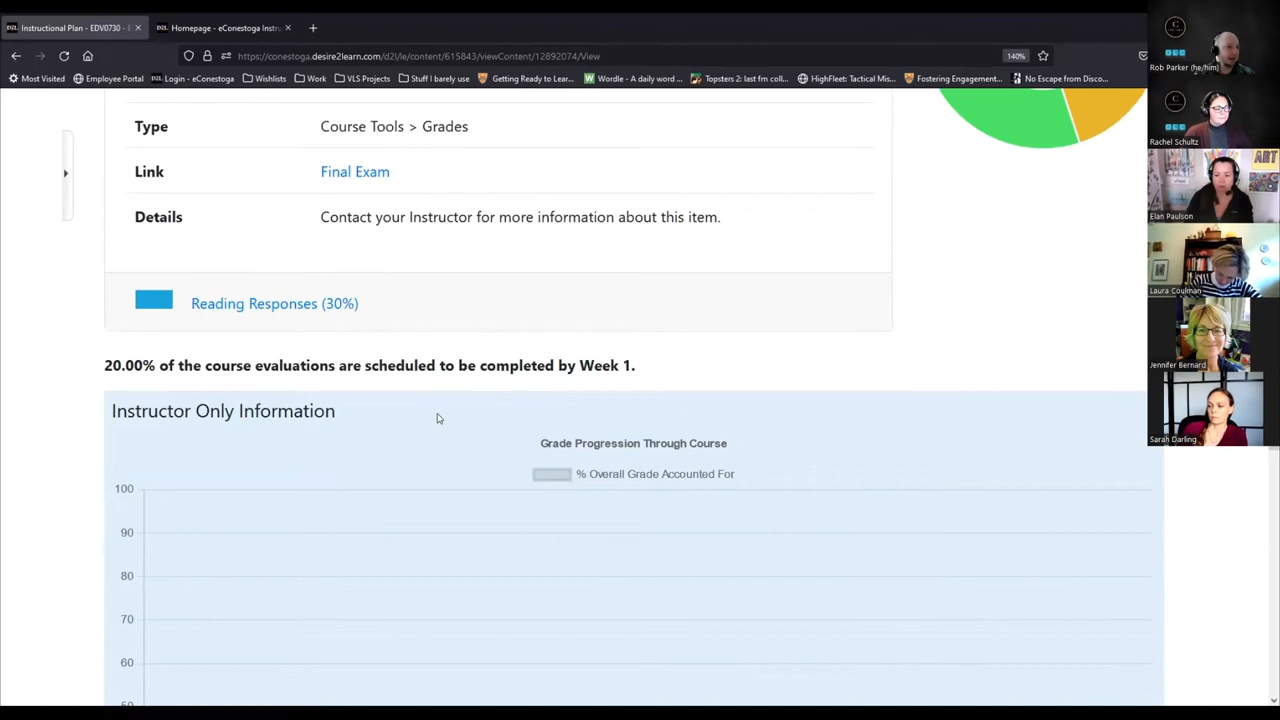 Instructional Plan - EDV0730 - E
Homepage - eConestoga Instru
https://conestoga.desire2learn.com/d2l/le/content/615843/viewContent/12892074/View
140%
Most Visited
Employee Portal
D2L Login - eConestoga
Wishlists
Work
VLS Projects
Stuff I barely use
Getting Ready to Lear...
W Wordle - A daily word ...
Topsters 2: last fm coll...
HighFleet: Tactical Mis...
Fostering Engagement...
No Escape from Disco...
Type
Course Tools > Grades
Link
Final Exam
Details
Contact your Instructor for more information about this item.
Reading Responses (30%)
20.00% of the course evaluations are scheduled to be completed by Week 1.
Instructor Only Information
Grade Progression Through Course
% Overall Grade Accounted For
100
90
80
70
60
50
Rob Parker (he/him)
Rachel Schultz
ART
Elan Paulson
Laura Coulman
Jennifer Bernard
Sarah Darling